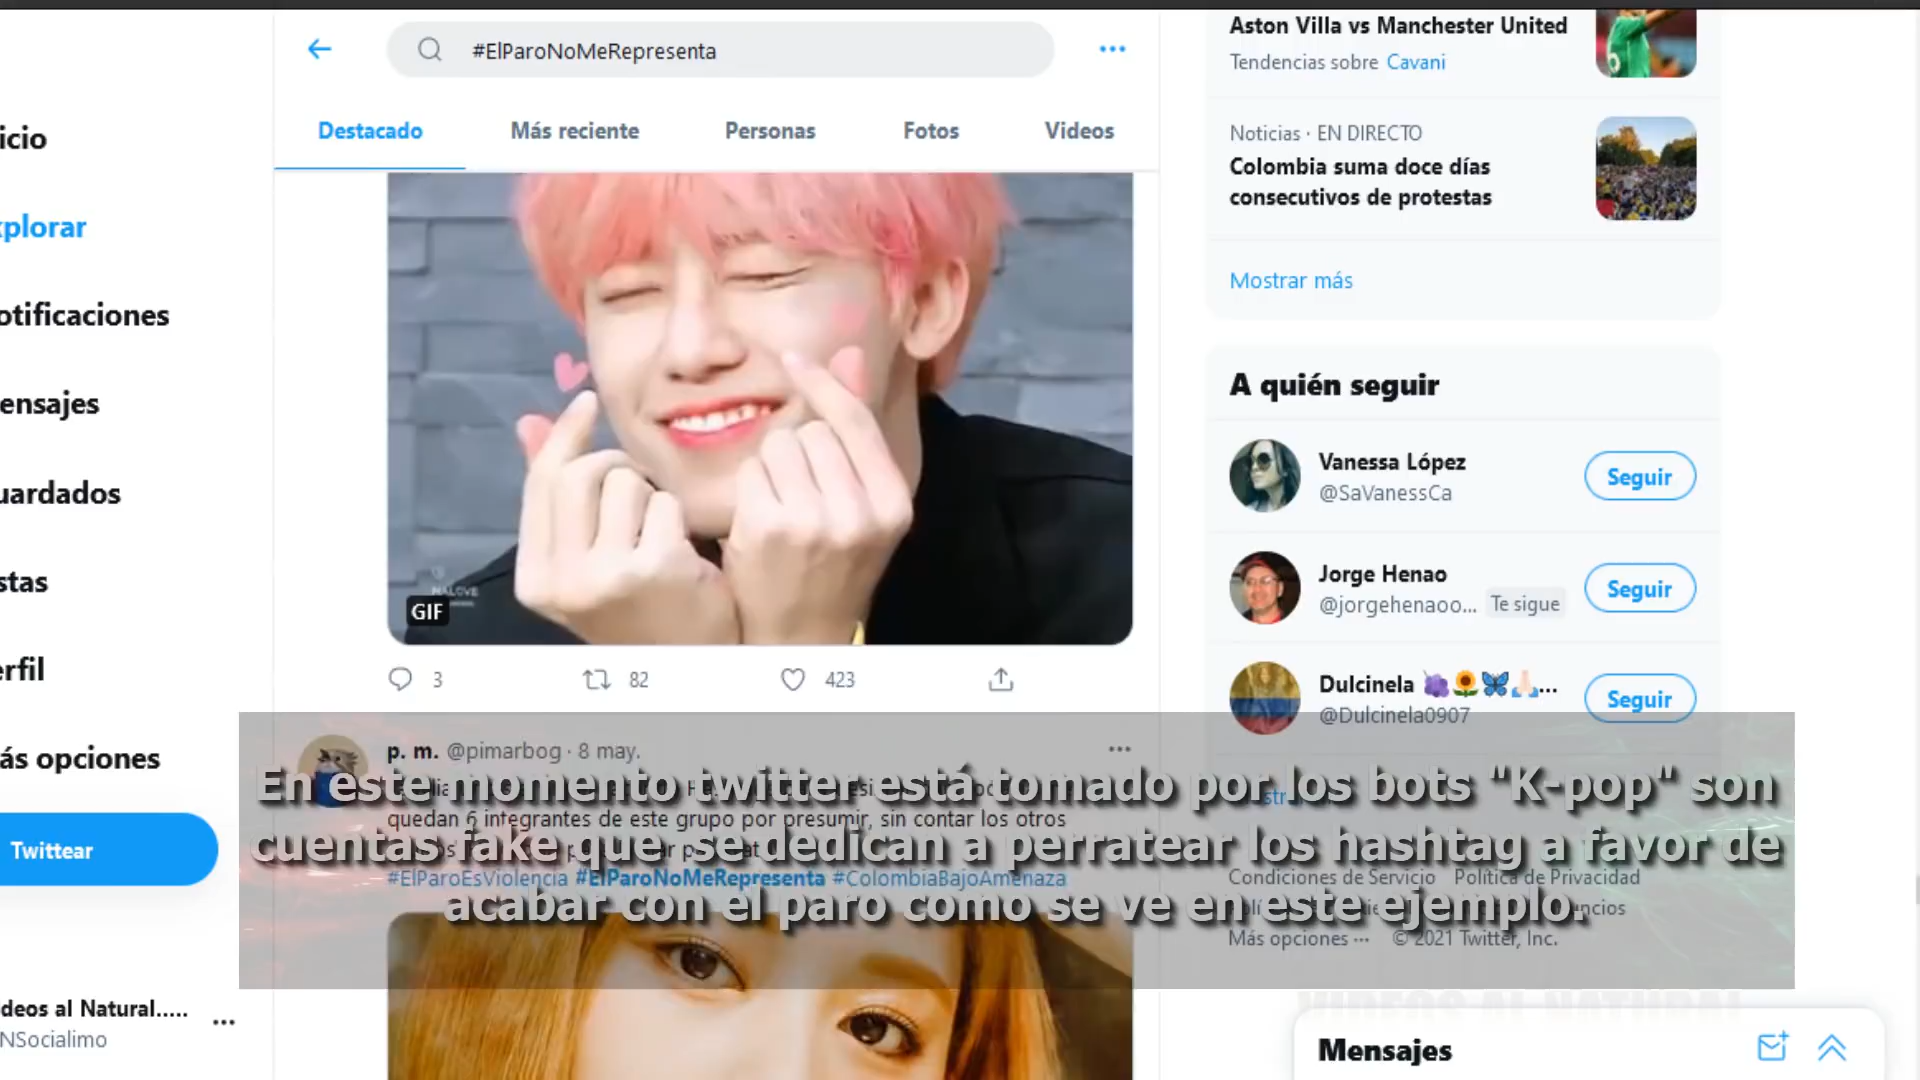 #ElParoNoMeRepresenta
Destacado
Más reciente
Personas
Fotos
Videos
icio
xplorar
otificaciones
ensajes
uardados
stas
erfil
ás opciones
Twittear
deos al Natural.....
NSocialimo
GIF
3
82
423
p. m. @pimarbog · 8 may.
quedan 6 integrantes de este grupo por presumir, sin contar los otros
#ElParoEsViolencia #ElParoNoMeRepresenta #ColombiaBajoAmenaza
En este momento twitter está tomado por los bots "K-pop" son
cuentas fake que se dedican a perratear los hashtag a favor de
acabar con el paro como se ve en este ejemplo.
Aston Villa vs Manchester United
Tendencias sobre Cavani
Noticias · EN DIRECTO
Colombia suma doce días
consecutivos de protestas
Mostrar más
A quién seguir
Vanessa López
@SaVanessCa
Seguir
Jorge Henao
@jorgehenaoo...
Te sigue
Seguir
Dulcinela 🍇🌻🦋🙏🏻...
@Dulcinela0907
Seguir
Condiciones de Servicio Política de Privacidad
Más opciones ··· © 2021 Twitter, Inc.
VIDEOS AL NATURAL
Mensajes